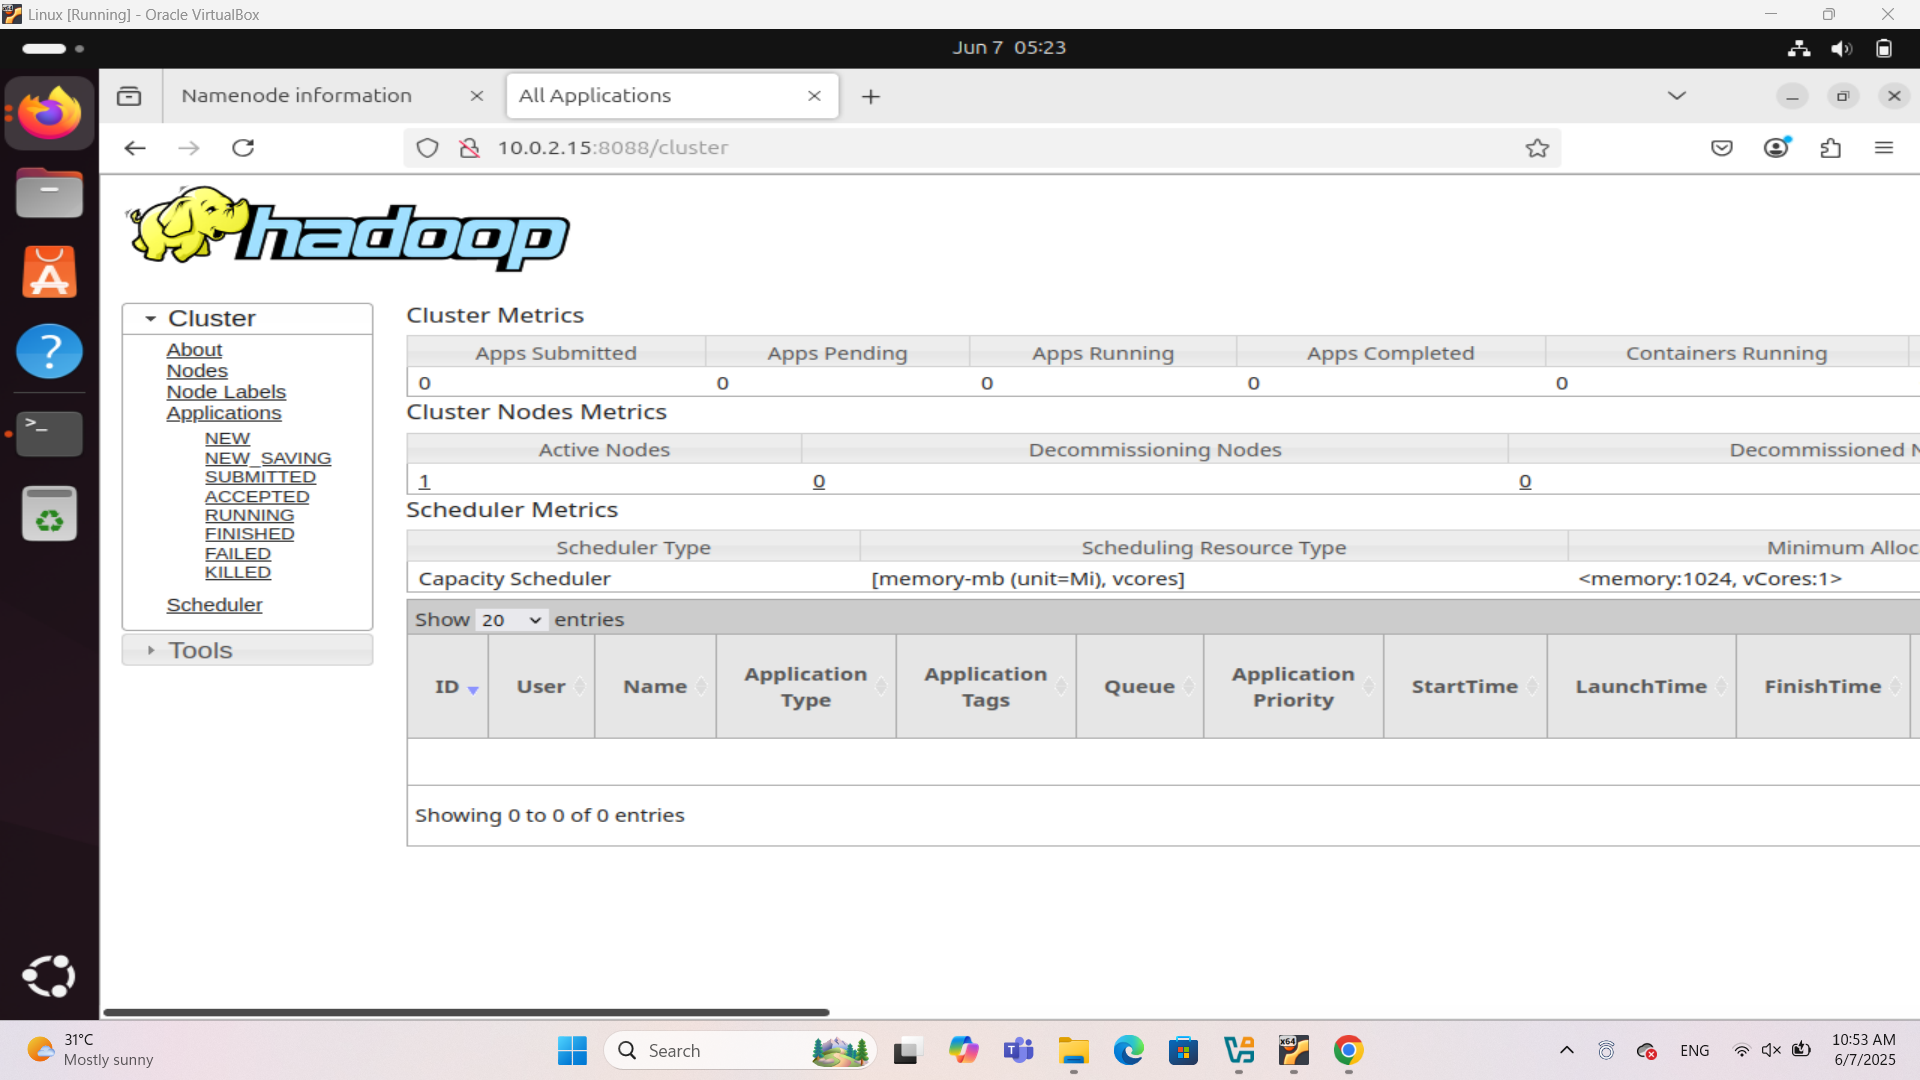 Linux [Running] - Oracle VirtualBox
Jun 7 05:23
Namenode information
All Applications
10.0.2.15:8088/cluster
hadoop
Cluster
About
Nodes
Node Labels
Applications
NEW
NEW_SAVING
SUBMITTED
ACCEPTED
RUNNING
FINISHED
FAILED
KILLED
Scheduler
Tools
Cluster Metrics
Apps Submitted Apps Pending Apps Running Apps Completed Containers Running
0 0 0 0 0
Cluster Nodes Metrics
Active Nodes Decommissioning Nodes Decommissioned N
1 0 0
Scheduler Metrics
Scheduler Type Scheduling Resource Type Minimum Alloc
Capacity Scheduler [memory-mb (unit=Mi), vcores] <memory:1024, vCores:1>
Show 20 entries
ID User Name Application Type Application Tags Queue Application Priority StartTime LaunchTime FinishTime
Showing 0 to 0 of 0 entries
31°C
Mostly sunny
Search
ENG
10:53 AM
6/7/2025